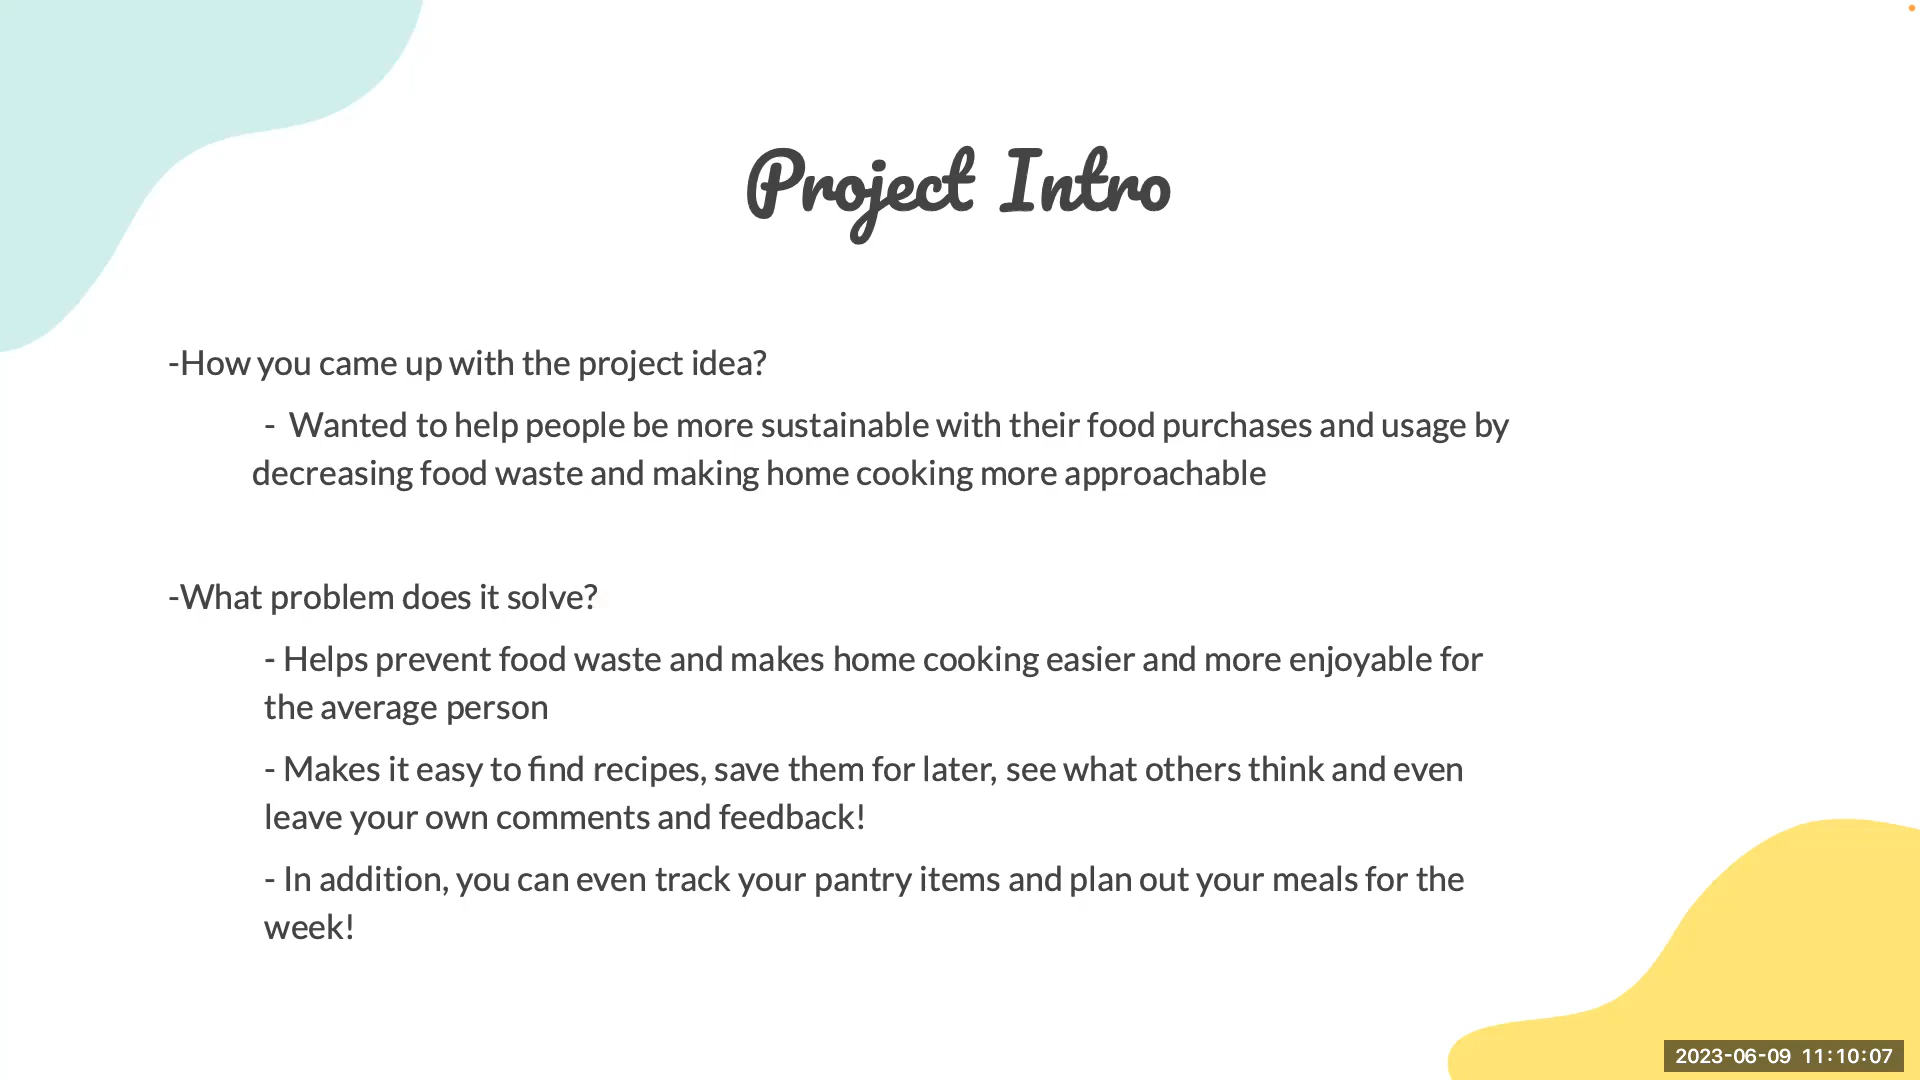 Project Intro
-How you came up with the project idea?
- Wanted to help people be more sustainable with their food purchases and usage by
decreasing food waste and making home cooking more approachable
-What problem does it solve?
- Helps prevent food waste and makes home cooking easier and more enjoyable for
the average person
- Makes it easy to find recipes, save them for later, see what others think and even
leave your own comments and feedback!
- In addition, you can even track your pantry items and plan out your meals for the
week!
2023-06-09 11:10:07